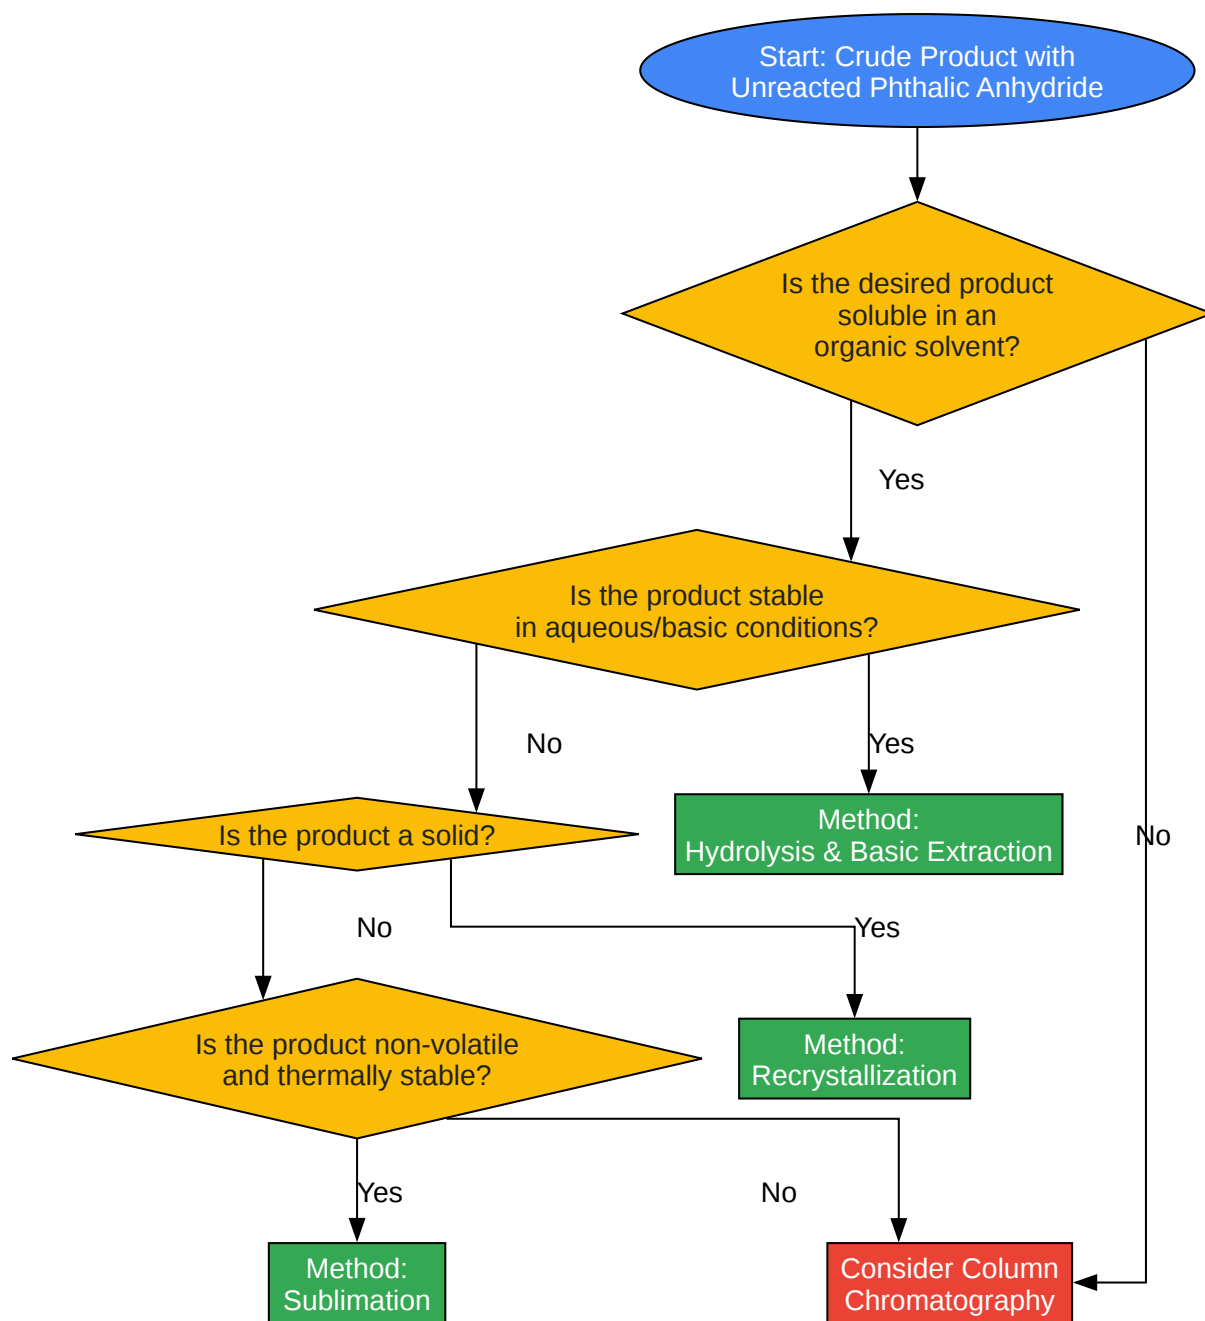 Start: Crude Product with
Unreacted Phthalic Anhydride
Is the desired product
soluble in an
organic solvent?
Yes
Is the product stable
in aqueous/basic conditions?
No
Yes
Method:
Hydrolysis & Basic Extraction
No
Is the product a solid?
No
Yes
Is the product non-volatile
and thermally stable?
Method:
Recrystallization
Yes
No
Method:
Sublimation
Consider Column
Chromatography